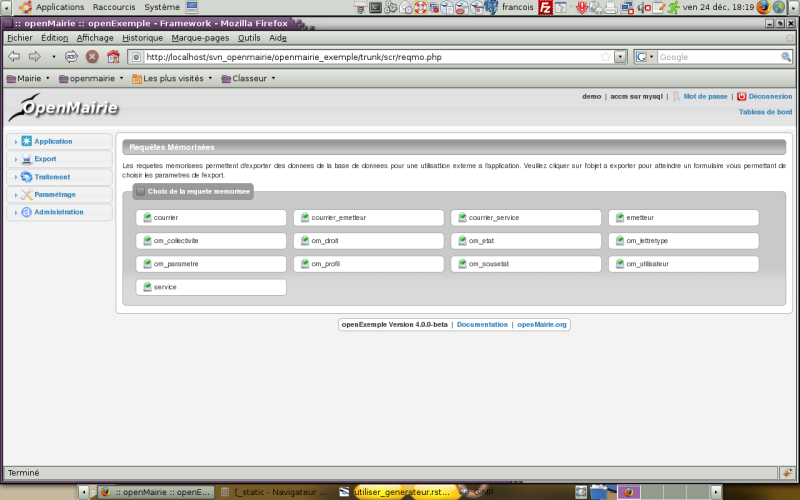 Applications Raccourcis Système francois ven 24 déc, 18:19
:: openMairie :: openExemple - Framework - Mozilla Firefox
Fichier Édition Affichage Historique Marque-pages Outils Aide
http://localhost/svn_openmairie/openmairie_exemple/trunk/scr/reqmo.php
Google
Mairie openmairie Les plus visités Classeur
OpenMairie
demo | accm sur mysql | Mot de passe | Déconnexion
Tableau de bord
Application
Export
Traitement
Paramétrage
Administration
Requêtes Mémorisées
Les requetes memorisees permettent d'exporter des donnees de la base de donnees pour une utilisation externe a l'application. Veuillez cliquer sur l'objet a exporter pour atteindre un formulaire vous permettant de
choisir les parametres de l'export.
Choix de la requete memorisee
courrier courrier_emetteur courrier_service emetteur
om_collectivite om_droit om_etat om_lettretype
om_parametre om_profil om_sousetat om_utilisateur
service
openExemple Version 4.0.0-beta | Documentation | openMairie.org
Terminé
:: openMairie :: openE... [_static - Navigateur ... utiliser_generateur.rst... GIMP